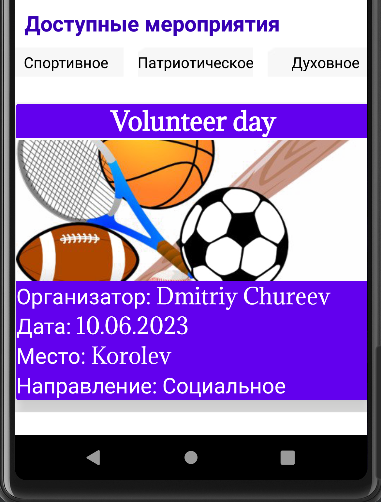 Доступные мероприятия
Спортивное Патриотическое Духовное
Volunteer day
Организатор: Dmitriy Chureev
Дата: 10.06.2023
Место: Korolev
Направление: Социальное